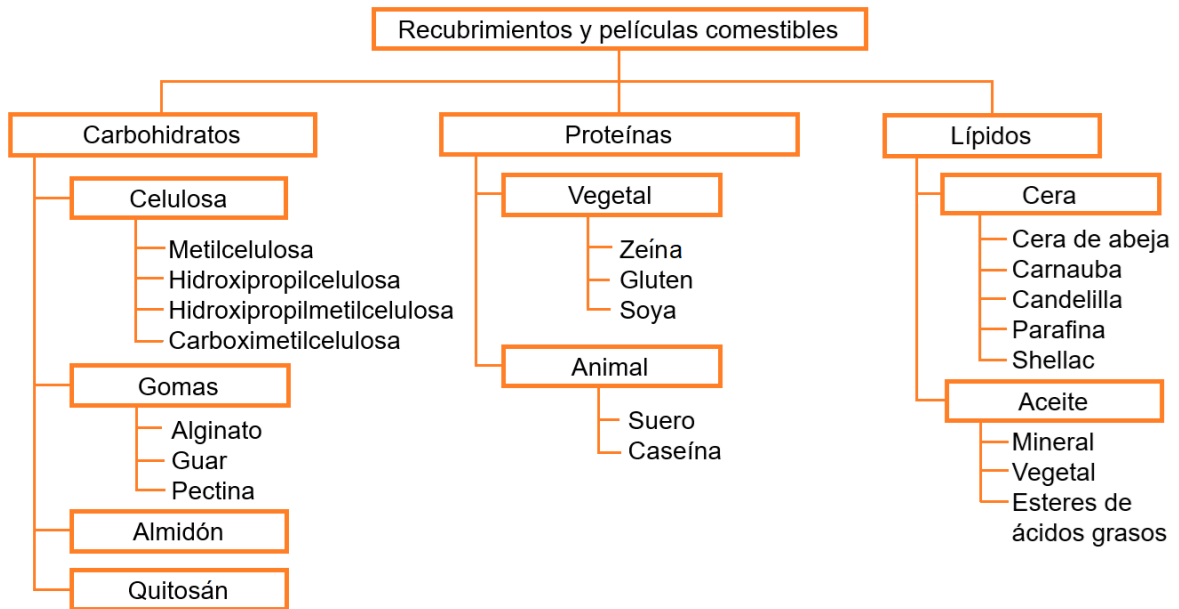 Recubrimientos y películas comestibles
Carbohidratos
Celulosa
Metilcelulosa
Hidroxipropilcelulosa
Hidroxipropilmetilcelulosa
Carboximetilcelulosa
Gomas
Alginato
Guar
Pectina
Almidón
Quitosán
Proteínas
Vegetal
Zeína
Gluten
Soya
Animal
Suero
Caseína
Lípidos
Cera
Cera de abeja
Carnauba
Candelilla
Parafina
Shellac
Aceite
Mineral
Vegetal
Esteres de
ácidos grasos